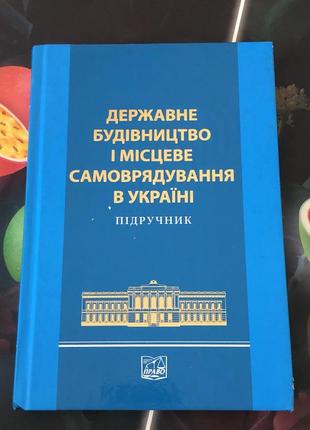 ДЕРЖАВНЕ
БУДІВНИЦТВО
І МІСЦЕВЕ
САМОВРЯДУВАННЯ
В УКРАЇНІ
ПІДРУЧНИК
ПРАВО